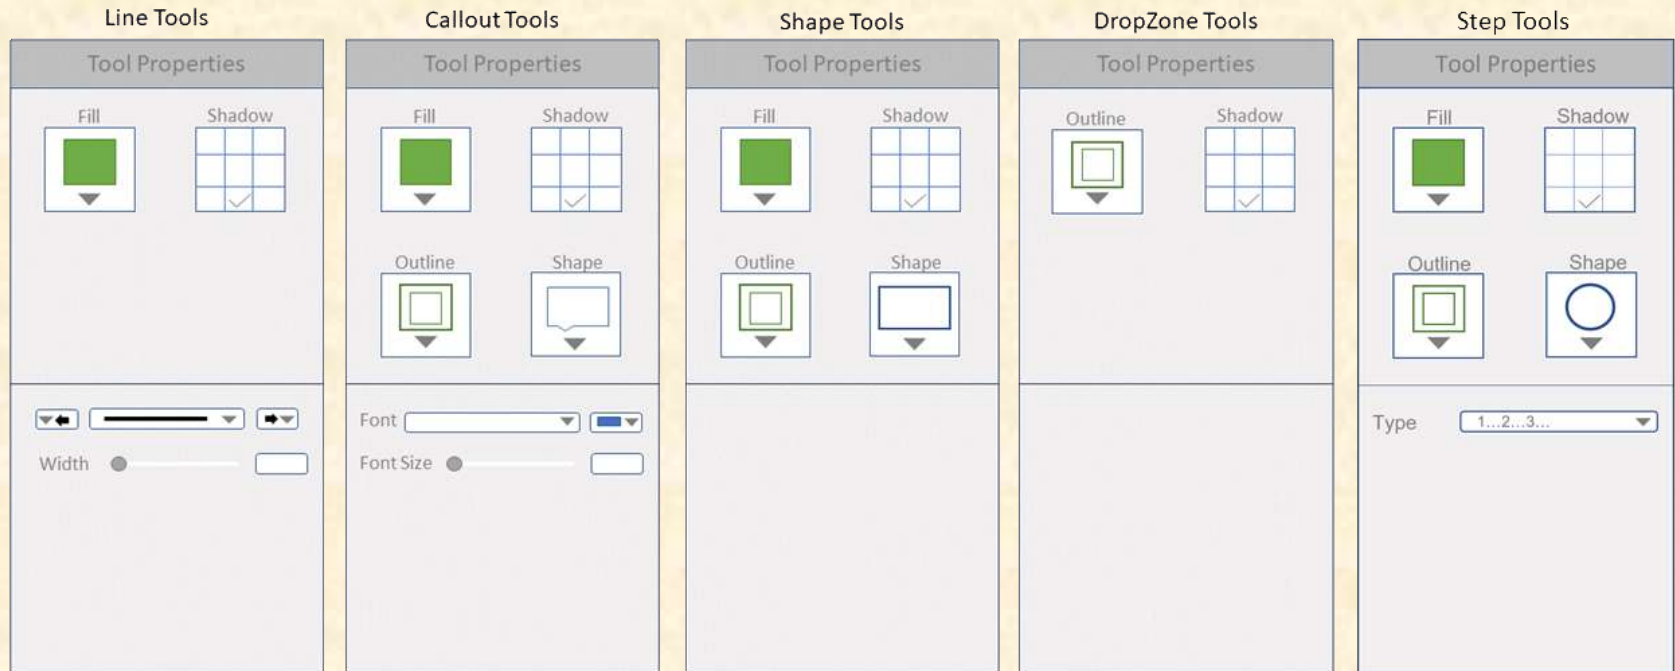 Line Tools
Tool Properties
Fill
Shadow
Width
Callout Tools
Tool Properties
Fill
Shadow
Outline
Shape
Font
Font Size
Shape Tools
Tool Properties
Fill
Shadow
Outline
Shape
DropZone Tools
Tool Properties
Outline
Shadow
Step Tools
Tool Properties
Fill
Shadow
Outline
Shape
Type 1...2...3...